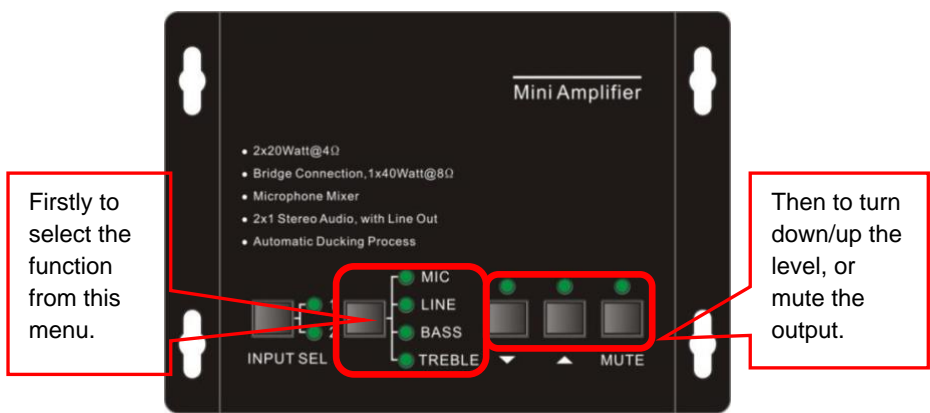 Mini Amplifier
• 2x20Watt@4Ω
• Bridge Connection,1x40Watt@8Ω
• Microphone Mixer
• 2x1 Stereo Audio, with Line Out
• Automatic Ducking Process
Firstly to
select the
function
from this
menu.
MIC
1 LINE
2 BASS
INPUT SEL TREBLE ▼ ▲ MUTE
Then to turn
down/up the
level, or
mute the
output.